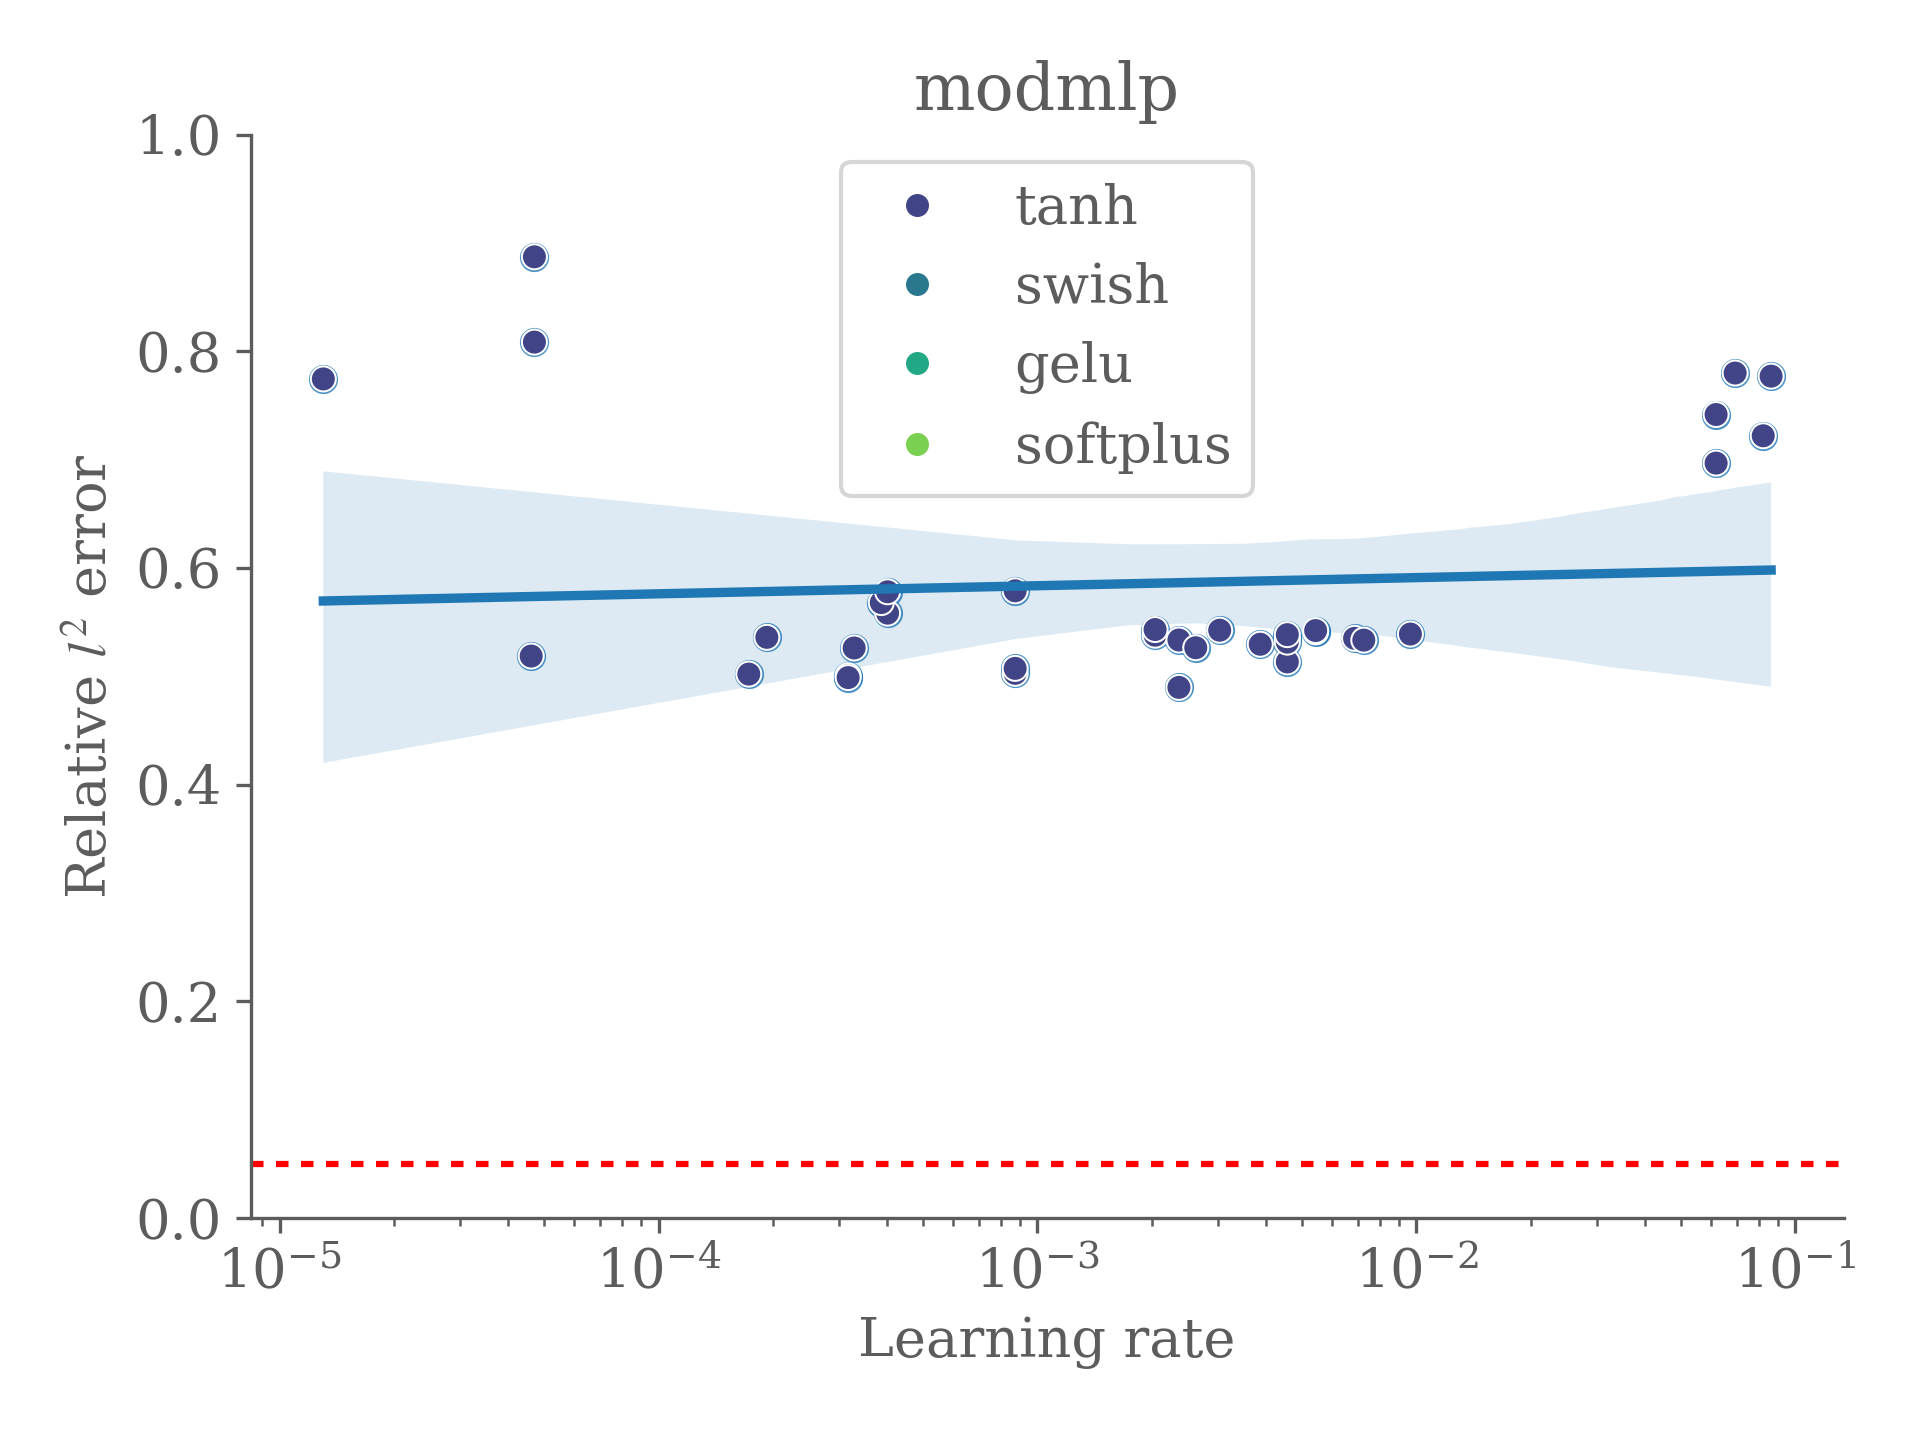 modmlp
1.0
0.8
0.6
0.4
0.2
0.0
Relative l² error
tanh
swish
gelu
softplus
10⁻⁵
10⁻⁴
10⁻³
10⁻²
10⁻¹
Learning rate